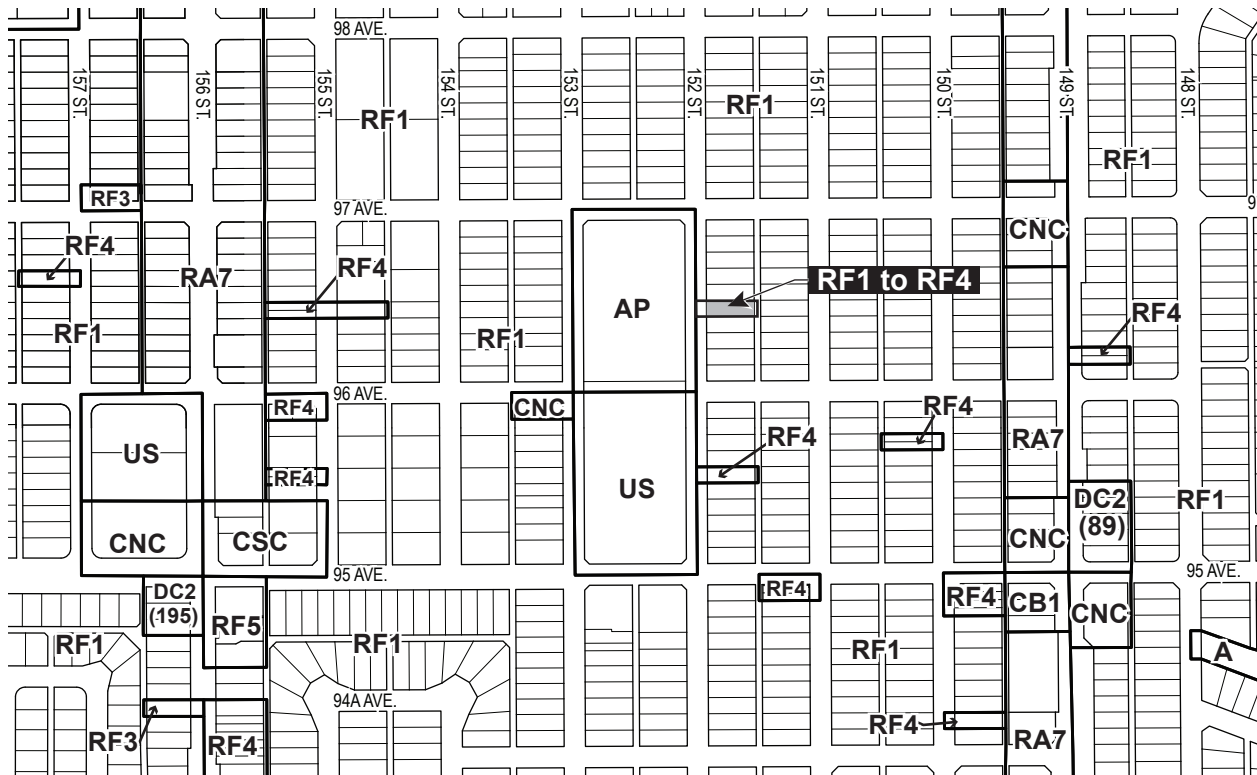 98 AVE.
157 ST.
156 ST.
155 ST.
154 ST.
153 ST.
152 ST.
151 ST.
150 ST.
149 ST.
148 ST.
RF1
RF1
RF1
RF3
97 AVE.
9
RF4
RA7
RF4
RF1 to RF4
CNC
RF1
RF1
AP
RF4
96 AVE.
RF4
CNC
RF4
US
RF4
RA7
RF4
US
DC2
(89)
RF1
CNC
CSC
CNC
95 AVE.
95 AVE.
DC2
(195)
RF5
RF4
RF4
CB1
CNC
RF1
RF1
RF1
A
94A AVE.
RF3
RF4
RF4
RA7